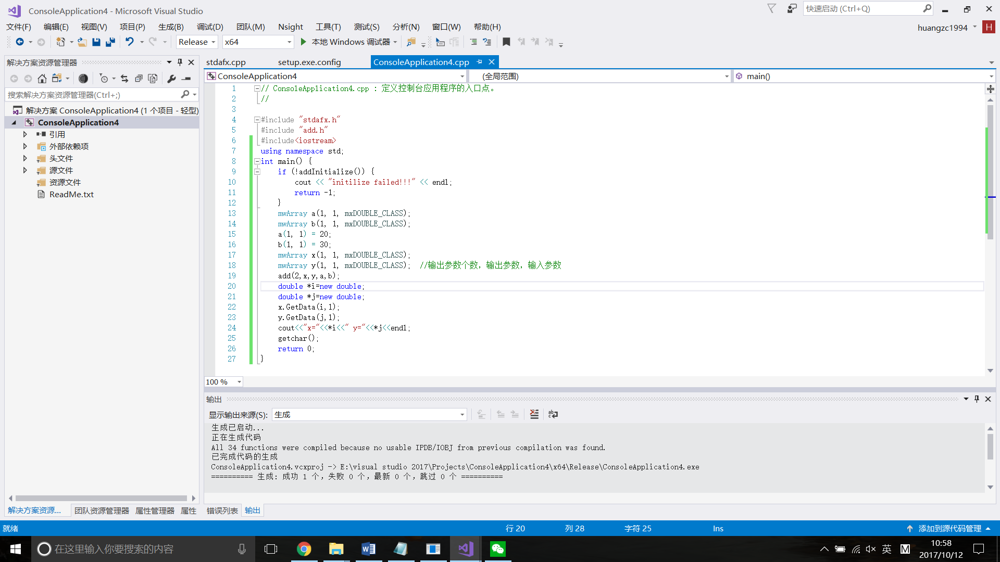 ConsoleApplication4 - Microsoft Visual Studio
快速启动 (Ctrl+Q)
文件(F) 编辑(E) 视图(V) 项目(P) 生成(B) 调试(D) 团队(M) Nsight 工具(T) 测试(S) 分析(N) 窗口(W) 帮助(H)
huangzc1994 H
Release x64 本地 Windows 调试器
解决方案资源管理器
stdafx.cpp setup.exe.config ConsoleApplication4.cpp
ConsoleApplication4 (全局范围) main()
搜索解决方案资源管理器(Ctrl+;)
解决方案 ConsoleApplication4 (1 个项目 - 轻型)
ConsoleApplication4
引用
外部依赖项
头文件
源文件
资源文件
ReadMe.txt
1 // ConsoleApplication4.cpp : 定义控制台应用程序的入口点。
2 //
3
4 #include "stdafx.h"
5 #include "add.h"
6 #include<iostream>
7 using namespace std;
8 int main() {
9 if (!addInitialize()) {
10 cout << "initilize failed!!!" << endl;
11 return -1;
12 }
13 mwArray a(1, 1, mxDOUBLE_CLASS);
14 mwArray b(1, 1, mxDOUBLE_CLASS);
15 a(1, 1) = 20;
16 b(1, 1) = 30;
17 mwArray x(1, 1, mxDOUBLE_CLASS);
18 mwArray y(1, 1, mxDOUBLE_CLASS); //输出参数个数，输出参数，输入参数
19 add(2,x,y,a,b);
20 double *i=new double;
21 double *j=new double;
22 x.GetData(i,1);
23 y.GetData(j,1);
24 cout<<"x="<<*i<<" y="<<*j<<endl;
25 getchar();
26 return 0;
27 }
100 %
输出
显示输出来源(S): 生成
生成已启动...
正在生成代码
All 34 functions were compiled because no usable IPDB/IOBJ from previous compilation was found.
已完成代码的生成
ConsoleApplication4.vcxproj -> E:\visual studio 2017\Projects\ConsoleApplication4\x64\Release\ConsoleApplication4.exe
========== 生成: 成功 1 个，失败 0 个，最新 0 个，跳过 0 个 ==========
解决方案资源... 团队资源管理器 属性管理器 属性 错误列表 输出
就绪 行 20 列 28 字符 25 Ins 添加到源代码管理
在这里输入你要搜索的内容
英 M
10:58
2017/10/12